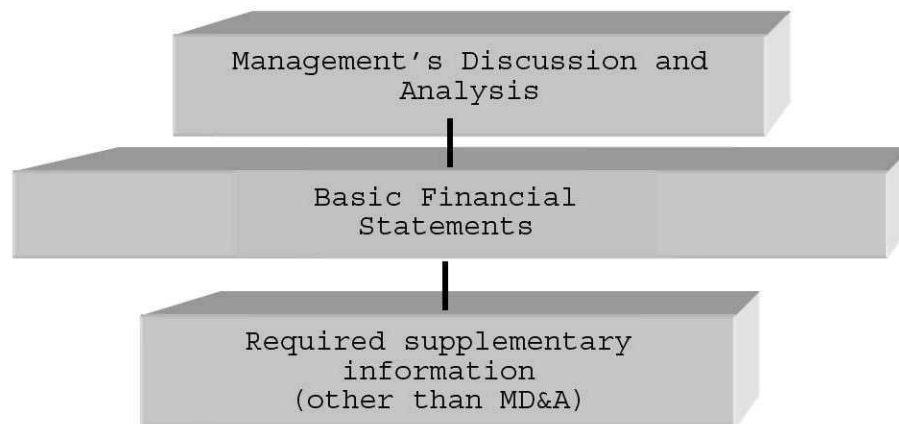 Management’s Discussion and
Analysis
Basic Financial
Statements
Required supplementary
information
(other than MD&A)